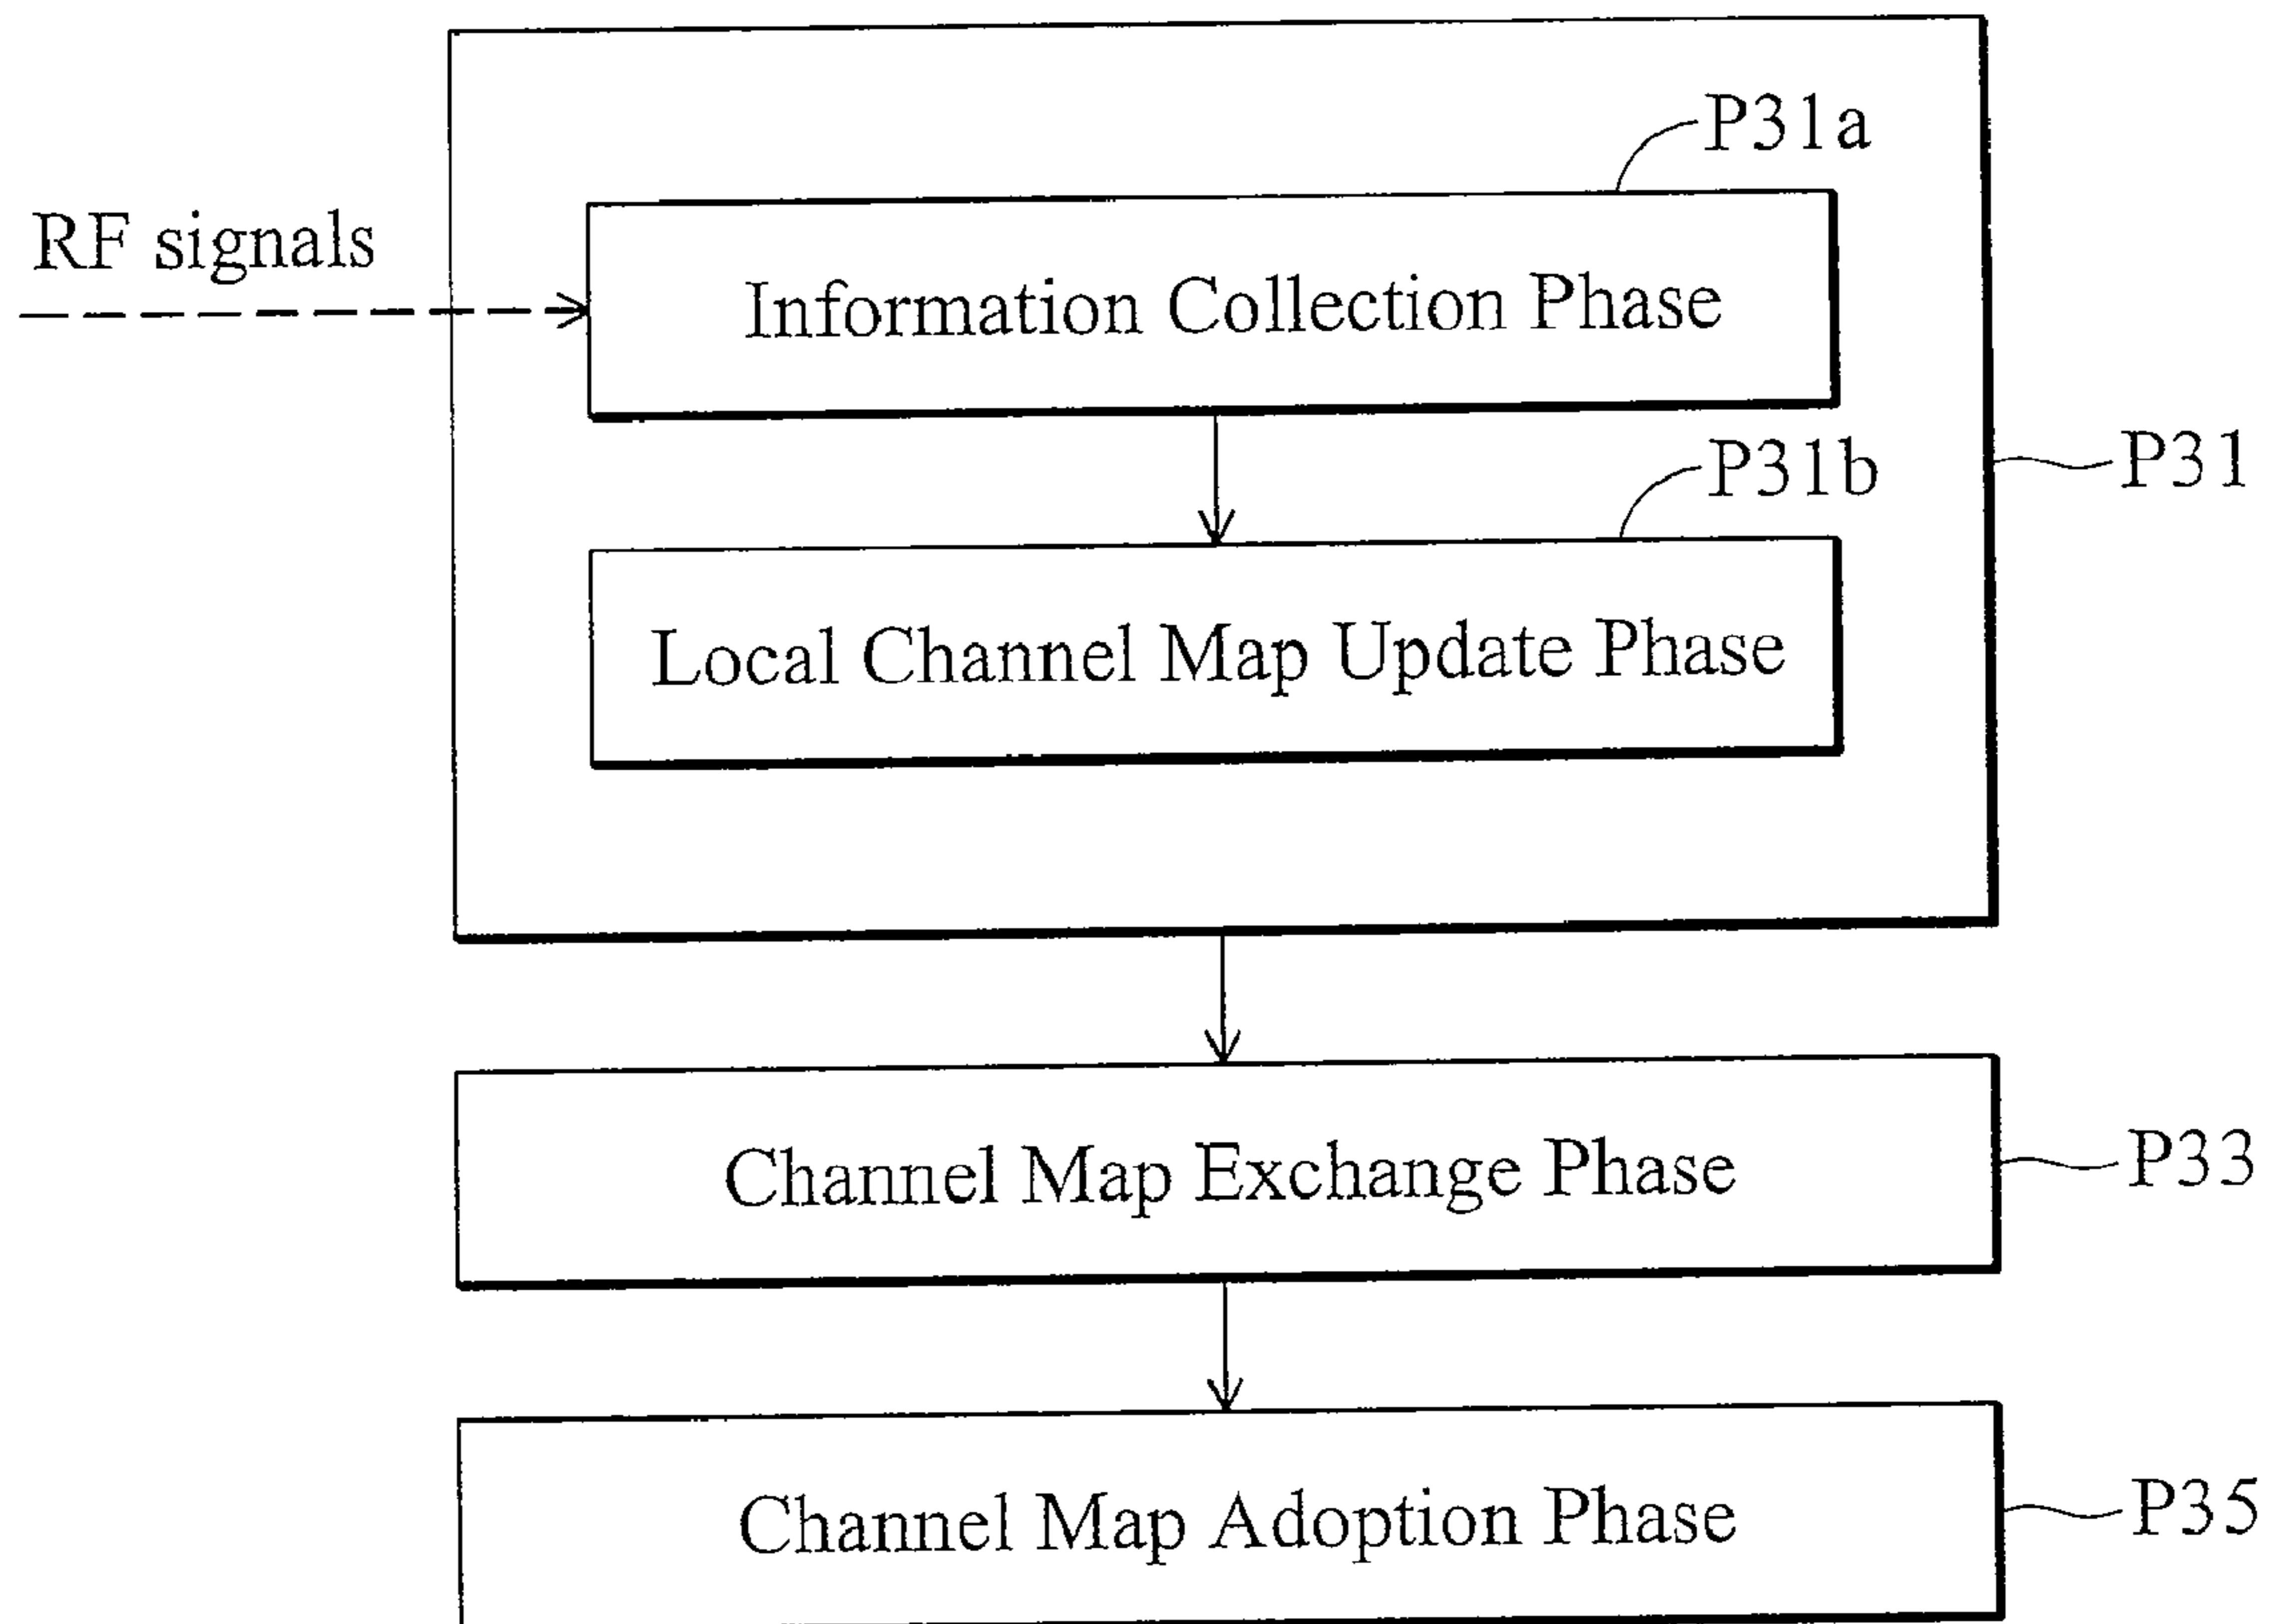 P31a
RF signals
Information Collection Phase
P31b
P31
Local Channel Map Update Phase
Channel Map Exchange Phase
P33
Channel Map Adoption Phase
P35